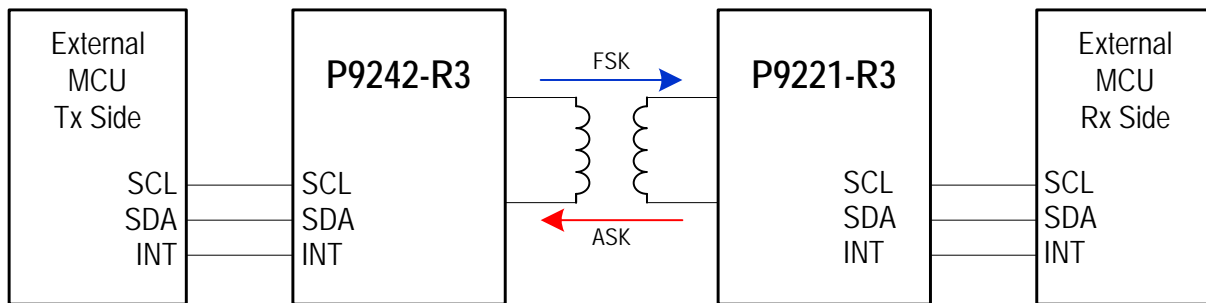 External
MCU
Tx Side
SCL
SDA
INT
P9242-R3
SCL
SDA
INT
FSK
ASK
P9221-R3
SCL
SDA
INT
External
MCU
Rx Side
SCL
SDA
INT